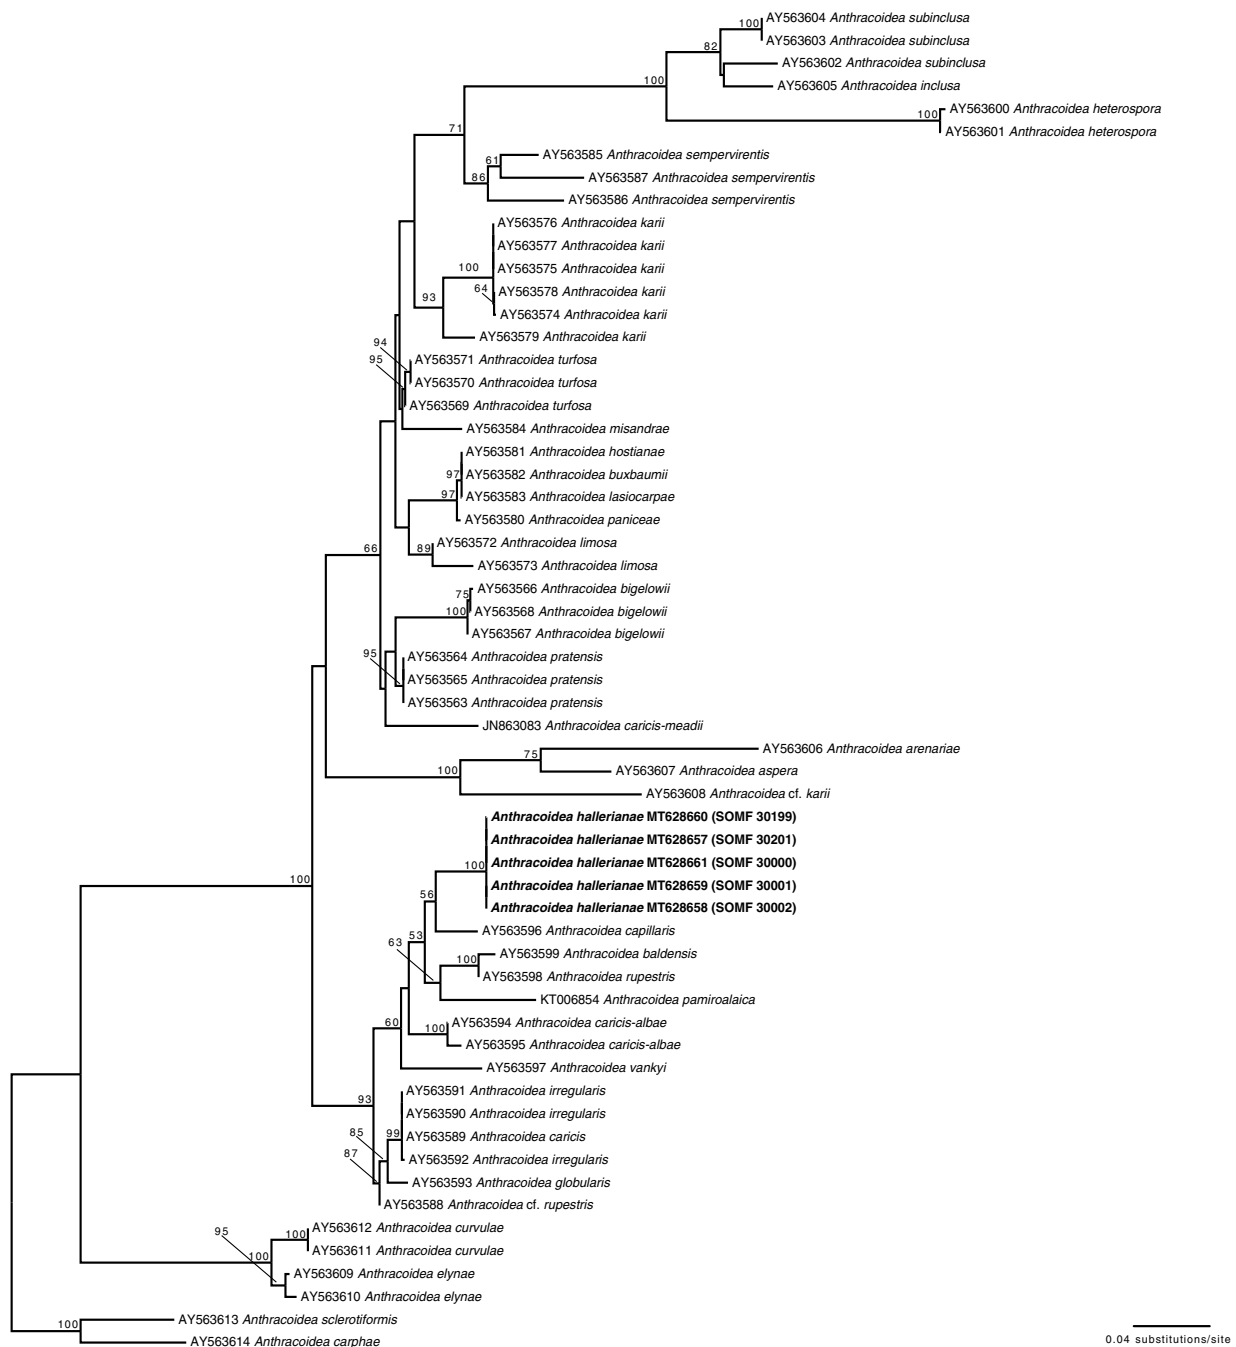 100
AY563604 Anthracoidea subinclusa
AY563603 Anthracoidea subinclusa
82
AY563602 Anthracoidea subinclusa
100
AY563605 Anthracoidea inclusa
AY563600 Anthracoidea heterospora
100
AY563601 Anthracoidea heterospora
71
AY563585 Anthracoidea sempervirentis
61
86
AY563587 Anthracoidea sempervirentis
AY563586 Anthracoidea sempervirentis
AY563576 Anthracoidea karii
AY563577 Anthracoidea karii
100
AY563575 Anthracoidea karii
64
AY563578 Anthracoidea karii
93
AY563574 Anthracoidea karii
AY563579 Anthracoidea karii
94
95
AY563571 Anthracoidea turfosa
AY563570 Anthracoidea turfosa
AY563569 Anthracoidea turfosa
AY563584 Anthracoidea misandrae
AY563581 Anthracoidea hostianae
97
AY563582 Anthracoidea buxbaumii
97
AY563583 Anthracoidea lasiocarpae
AY563580 Anthracoidea paniceae
66
89
AY563572 Anthracoidea limosa
AY563573 Anthracoidea limosa
75
AY563566 Anthracoidea bigelowii
100
AY563568 Anthracoidea bigelowii
AY563567 Anthracoidea bigelowii
95
AY563564 Anthracoidea pratensis
AY563565 Anthracoidea pratensis
AY563563 Anthracoidea pratensis
JN863083 Anthracoidea caricis-meadii
75
AY563606 Anthracoidea arenariae
100
AY563607 Anthracoidea aspera
AY563608 Anthracoidea cf. karii
Anthracoidea hallerianae MT628660 (SOMF 30199)
Anthracoidea hallerianae MT628657 (SOMF 30201)
100
Anthracoidea hallerianae MT628661 (SOMF 30000)
100
Anthracoidea hallerianae MT628659 (SOMF 30001)
56
Anthracoidea hallerianae MT628658 (SOMF 30002)
53
AY563596 Anthracoidea capillaris
63
100
AY563599 Anthracoidea baldensis
AY563598 Anthracoidea rupestris
KT006854 Anthracoidea pamiroalaica
60
100
AY563594 Anthracoidea caricis-albae
AY563595 Anthracoidea caricis-albae
AY563597 Anthracoidea vankyi
93
AY563591 Anthracoidea irregularis
AY563590 Anthracoidea irregularis
85
99
AY563589 Anthracoidea caricis
87
AY563592 Anthracoidea irregularis
AY563593 Anthracoidea globularis
AY563588 Anthracoidea cf. rupestris
95
100
AY563612 Anthracoidea curvulae
100
AY563611 Anthracoidea curvulae
AY563609 Anthracoidea elynae
AY563610 Anthracoidea elynae
100
AY563613 Anthracoidea sclerotiformis
AY563614 Anthracoidea carphae
0.04 substitutions/site